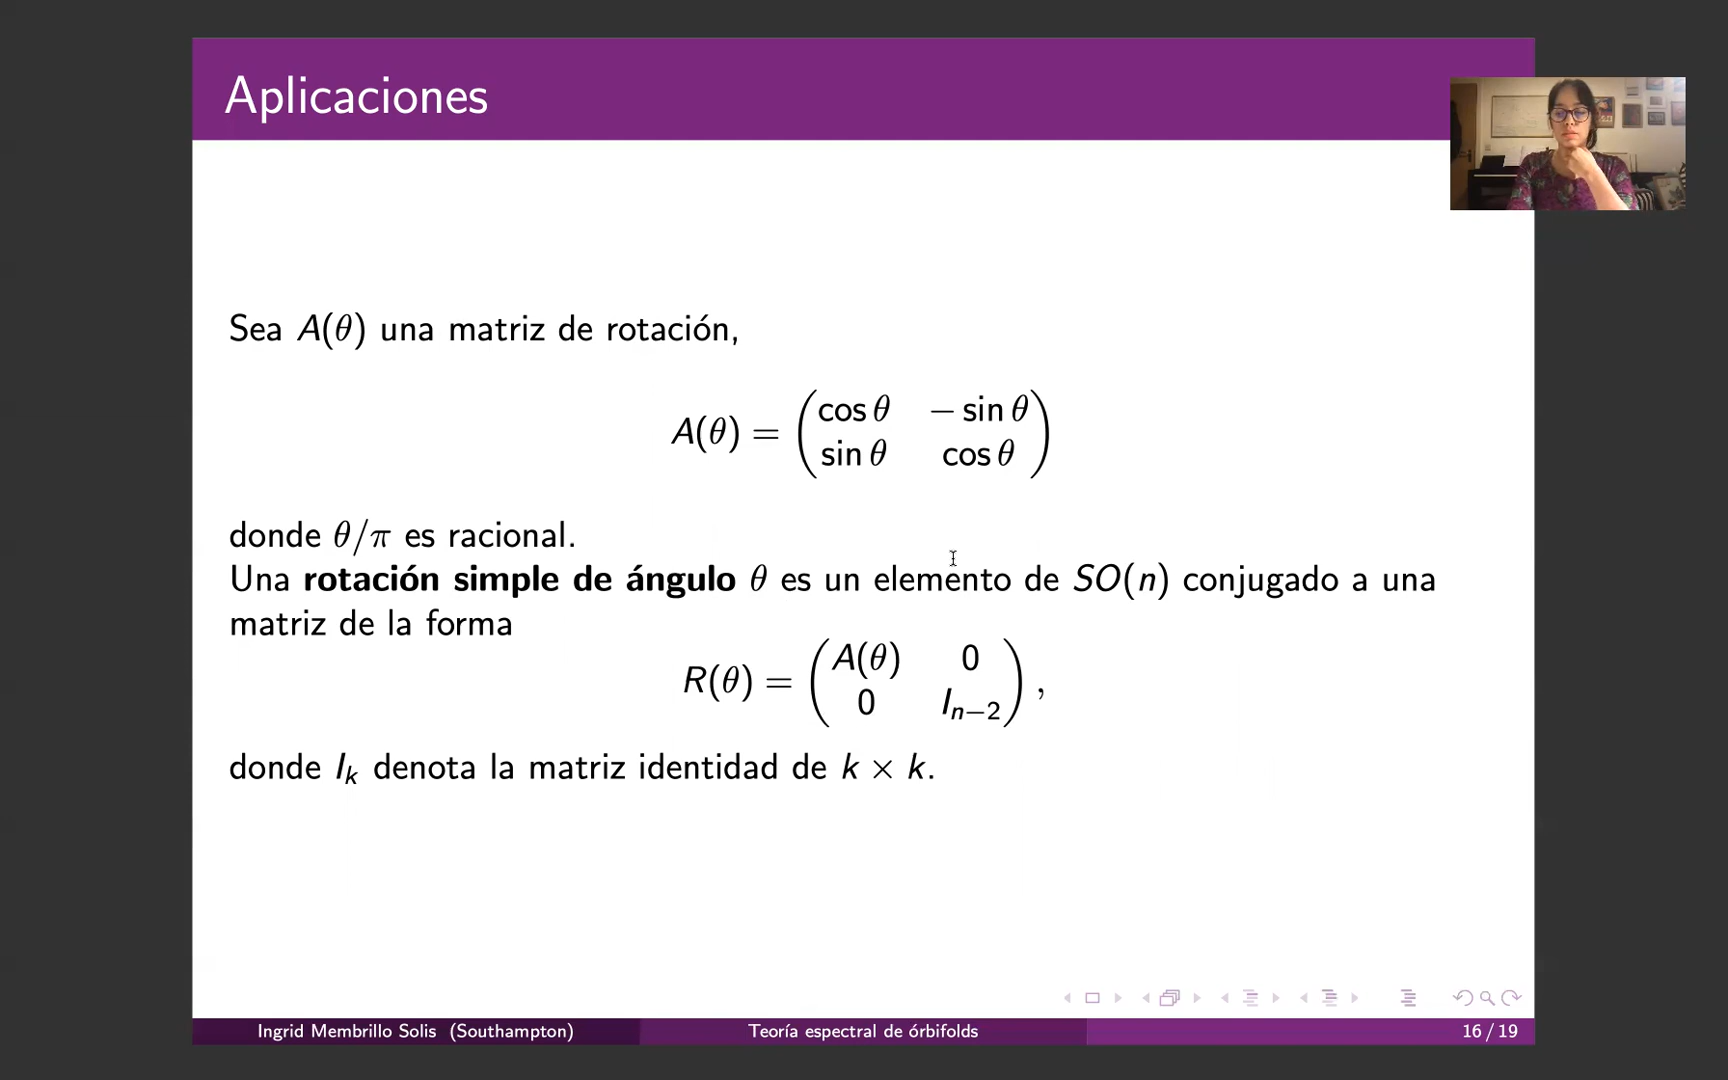 Aplicaciones
Sea A(θ) una matriz de rotación,
A(θ) = (cos θ  − sin θ
sin θ  cos θ)
donde θ/π es racional.
Una rotación simple de ángulo θ es un elemento de SO(n) conjugado a una
matriz de la forma
R(θ) = (A(θ)  0
0  Iₙ₋₂) ,
donde Iₖ denota la matriz identidad de k × k.
Ingrid Membrillo Solis (Southampton)
Teoría espectral de órbifolds
16 / 19